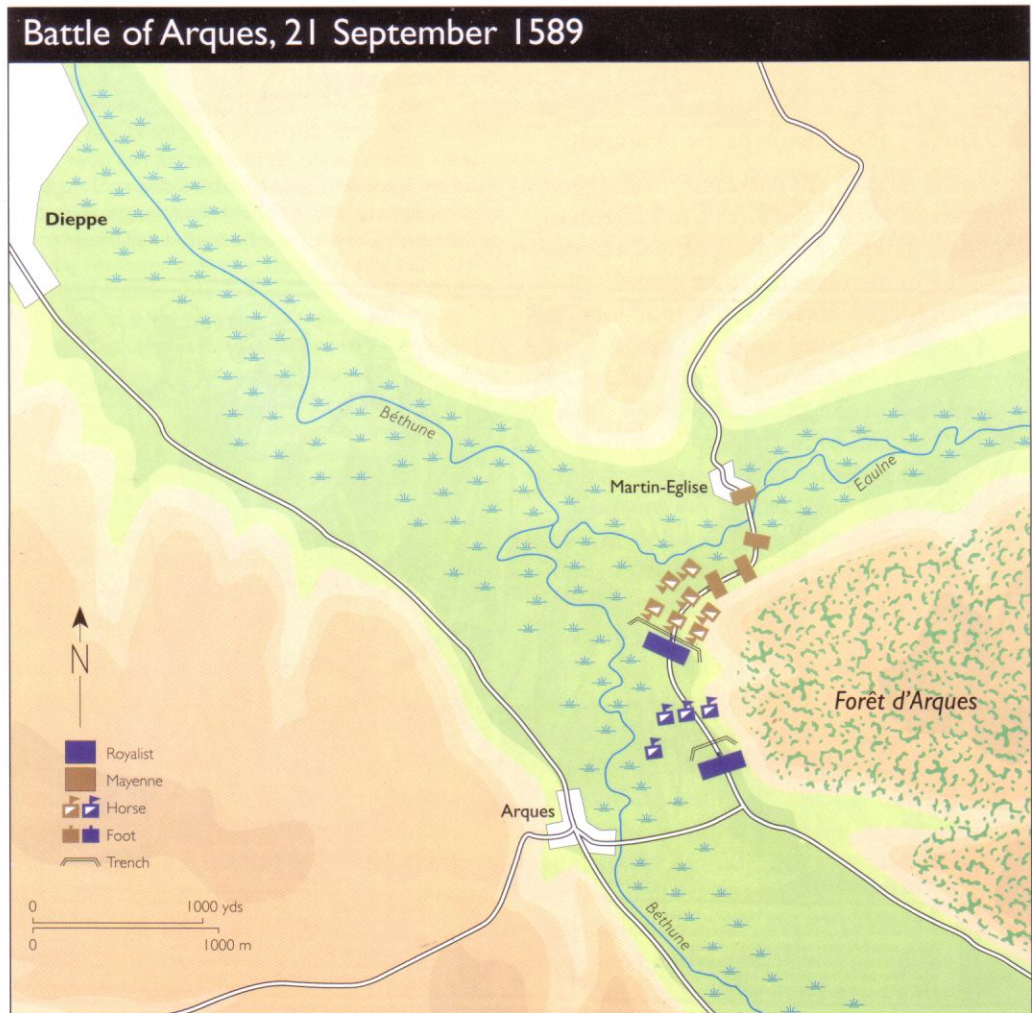 Battle of Arques, 21 September 1589
Dieppe
Béthune
Martin-Eglise
Eaulne
Forêt d'Arques
N
Royalist
Mayenne
Horse
Foot
Trench
Arques
0 1000 yds
0 1000 m
Béthune